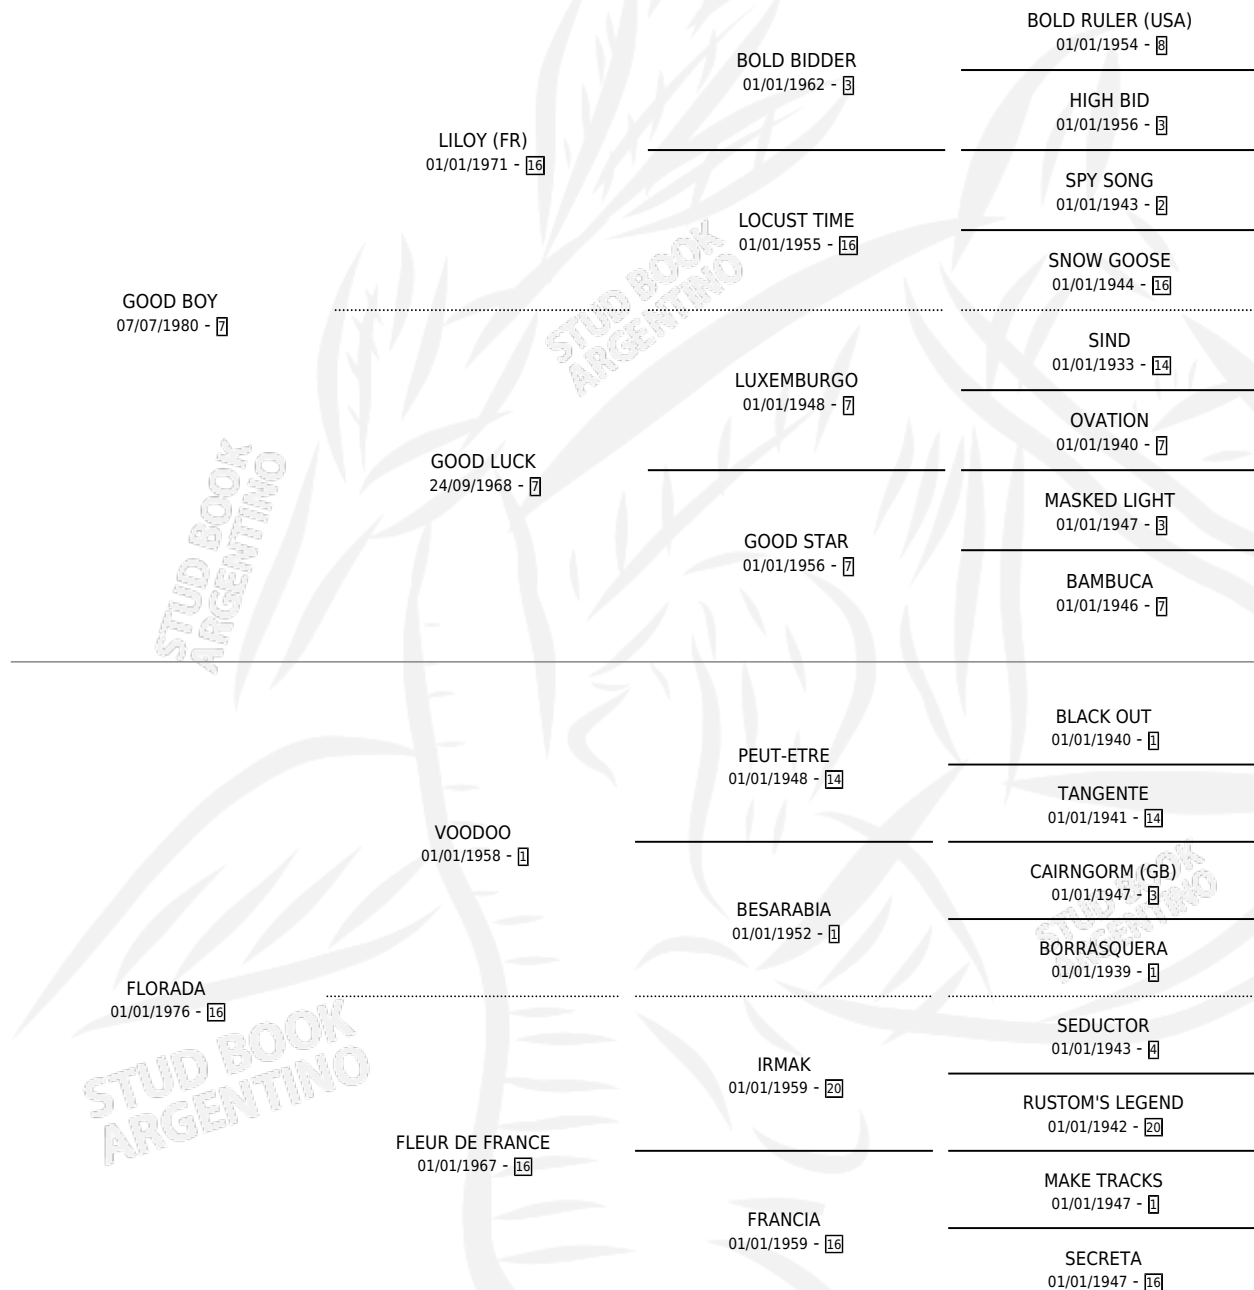 BOLD RULER (USA)
01/01/1954 - 8
BOLD BIDDER
01/01/1962 - 3
HIGH BID
01/01/1956 - 3
LILOY (FR)
01/01/1971 - 16
SPY SONG
01/01/1943 - 2
LOCUST TIME
01/01/1955 - 16
SNOW GOOSE
01/01/1944 - 16
GOOD BOY
07/07/1980 - 7
STUD BOOK
ARGENTINO
SIND
01/01/1933 - 14
LUXEMBURGO
01/01/1948 - 7
OVATION
01/01/1940 - 7
GOOD LUCK
24/09/1968 - 7
MASKED LIGHT
01/01/1947 - 3
GOOD STAR
01/01/1956 - 7
BAMBUCA
01/01/1946 - 7
STUD BOOK
ARGENTINO
BLACK OUT
01/01/1940 - 1
PEUT-ETRE
01/01/1948 - 14
TANGENTE
01/01/1941 - 14
VOODOO
01/01/1958 - 1
CAIRNGORM (GB)
01/01/1947 - 3
STUD BOOK
ARGENTINO
BESARABIA
01/01/1952 - 1
BORRASQUERA
01/01/1939 - 1
FLORADA
01/01/1976 - 16
STUD BOOK
ARGENTINO
SEDUCTOR
01/01/1943 - 4
IRMAK
01/01/1959 - 20
RUSTOM'S LEGEND
01/01/1942 - 20
FLEUR DE FRANCE
01/01/1967 - 16
MAKE TRACKS
01/01/1947 - 1
FRANCIA
01/01/1959 - 16
SECRETA
01/01/1947 - 16